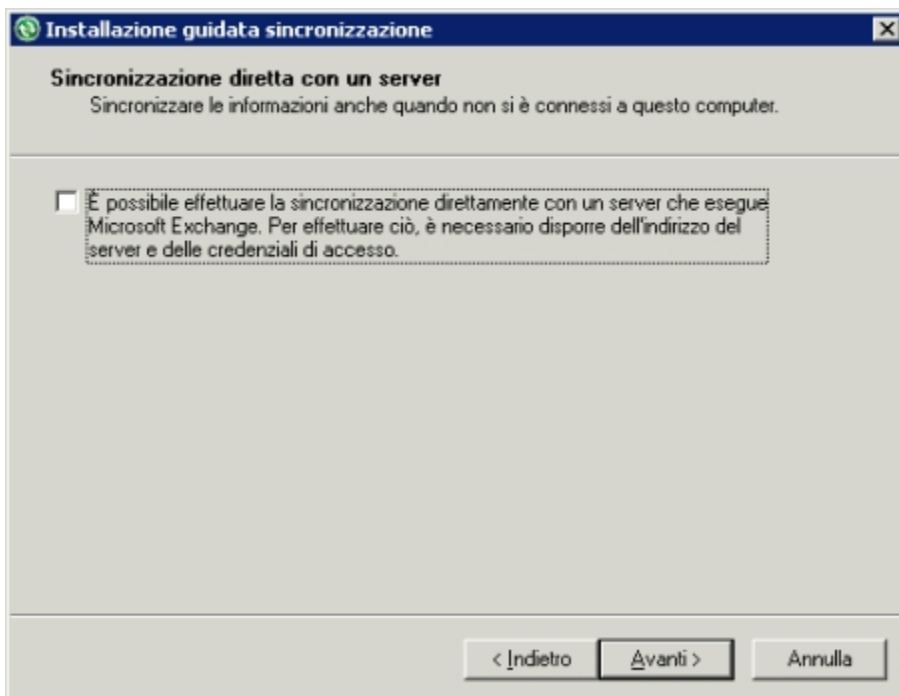 Installazione guidata sincronizzazione
Sincronizzazione diretta con un server
Sincronizzare le informazioni anche quando non si è connessi a questo computer.
È possibile effettuare la sincronizzazione direttamente con un server che esegue
Microsoft Exchange. Per effettuare ciò, è necessario disporre dell'indirizzo del
server e delle credenziali di accesso.
< Indietro
Avanti >
Annulla